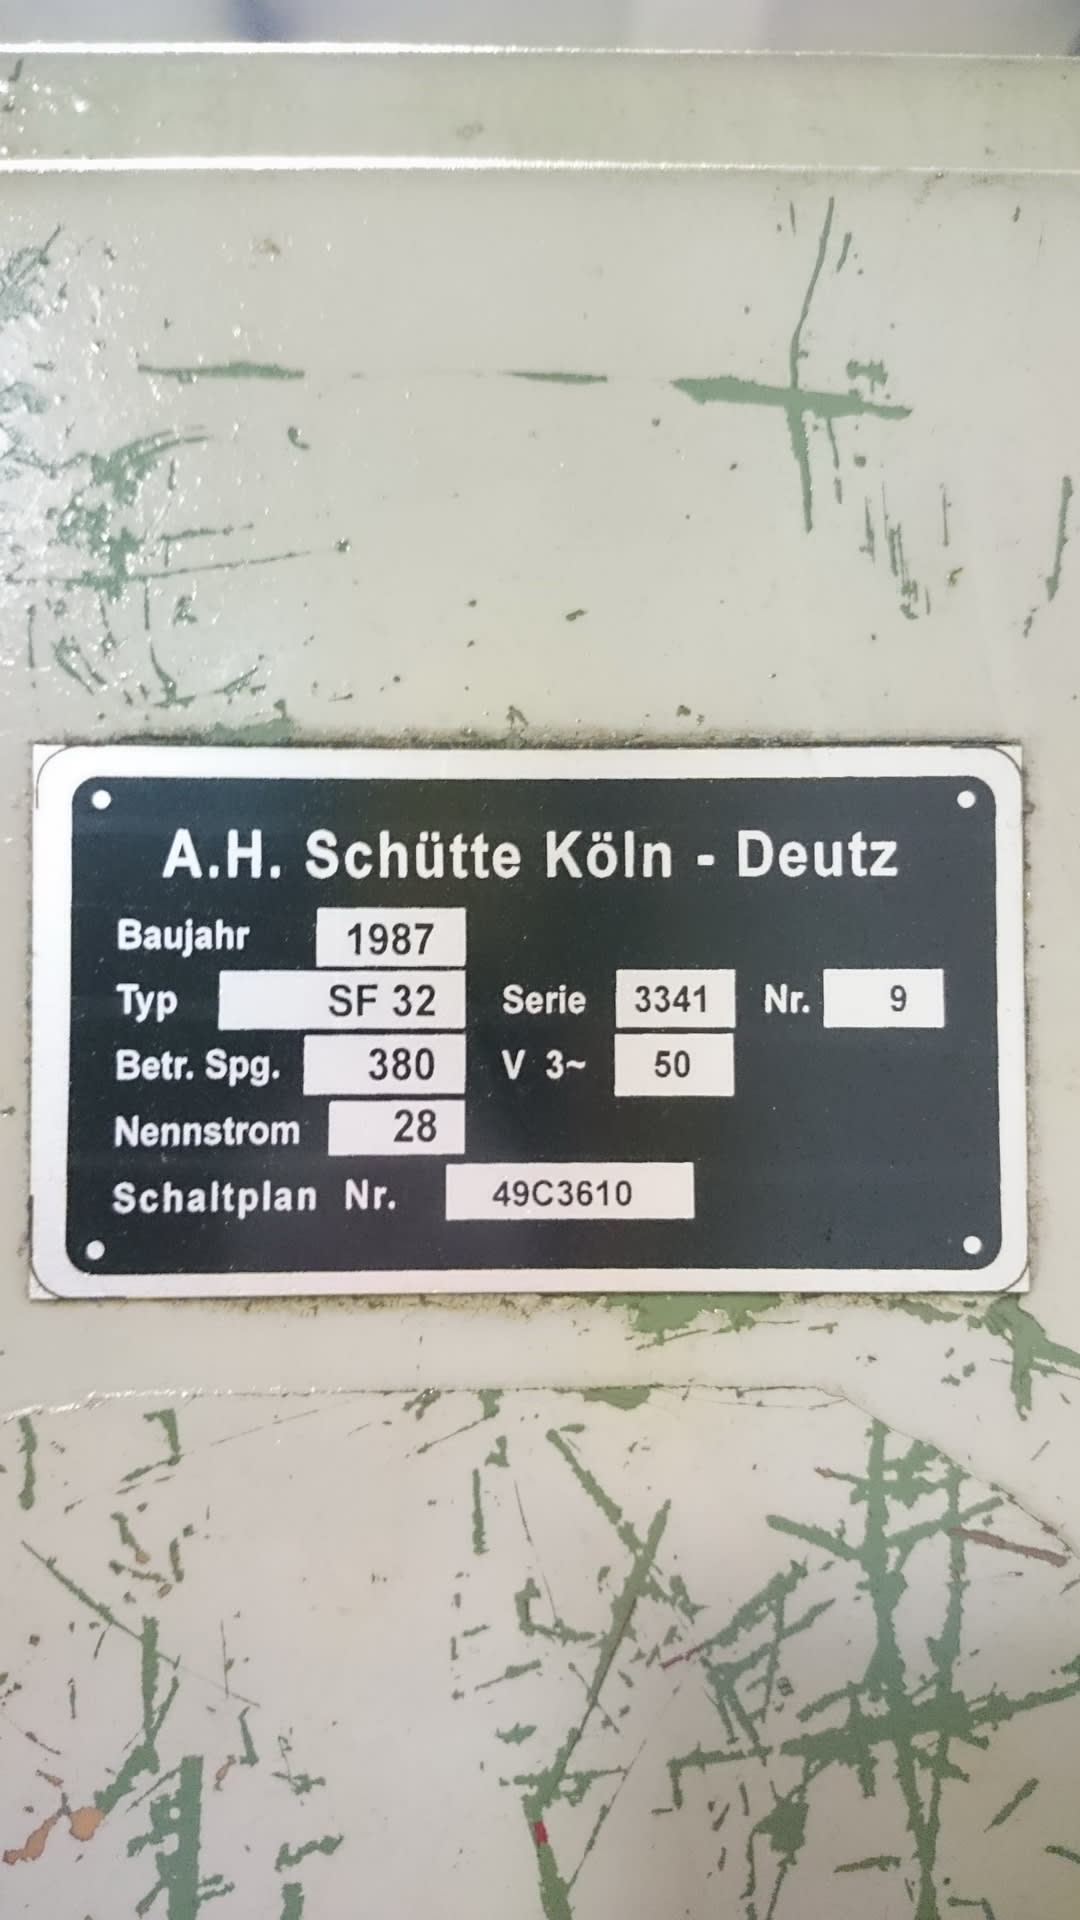 A.H. Schütte Köln - Deutz
Baujahr 1987
Typ SF 32 Serie 3341 Nr. 9
Betr. Spg. 380 V 3~ 50
Nennstrom 28
Schaltplan Nr. 49C3610